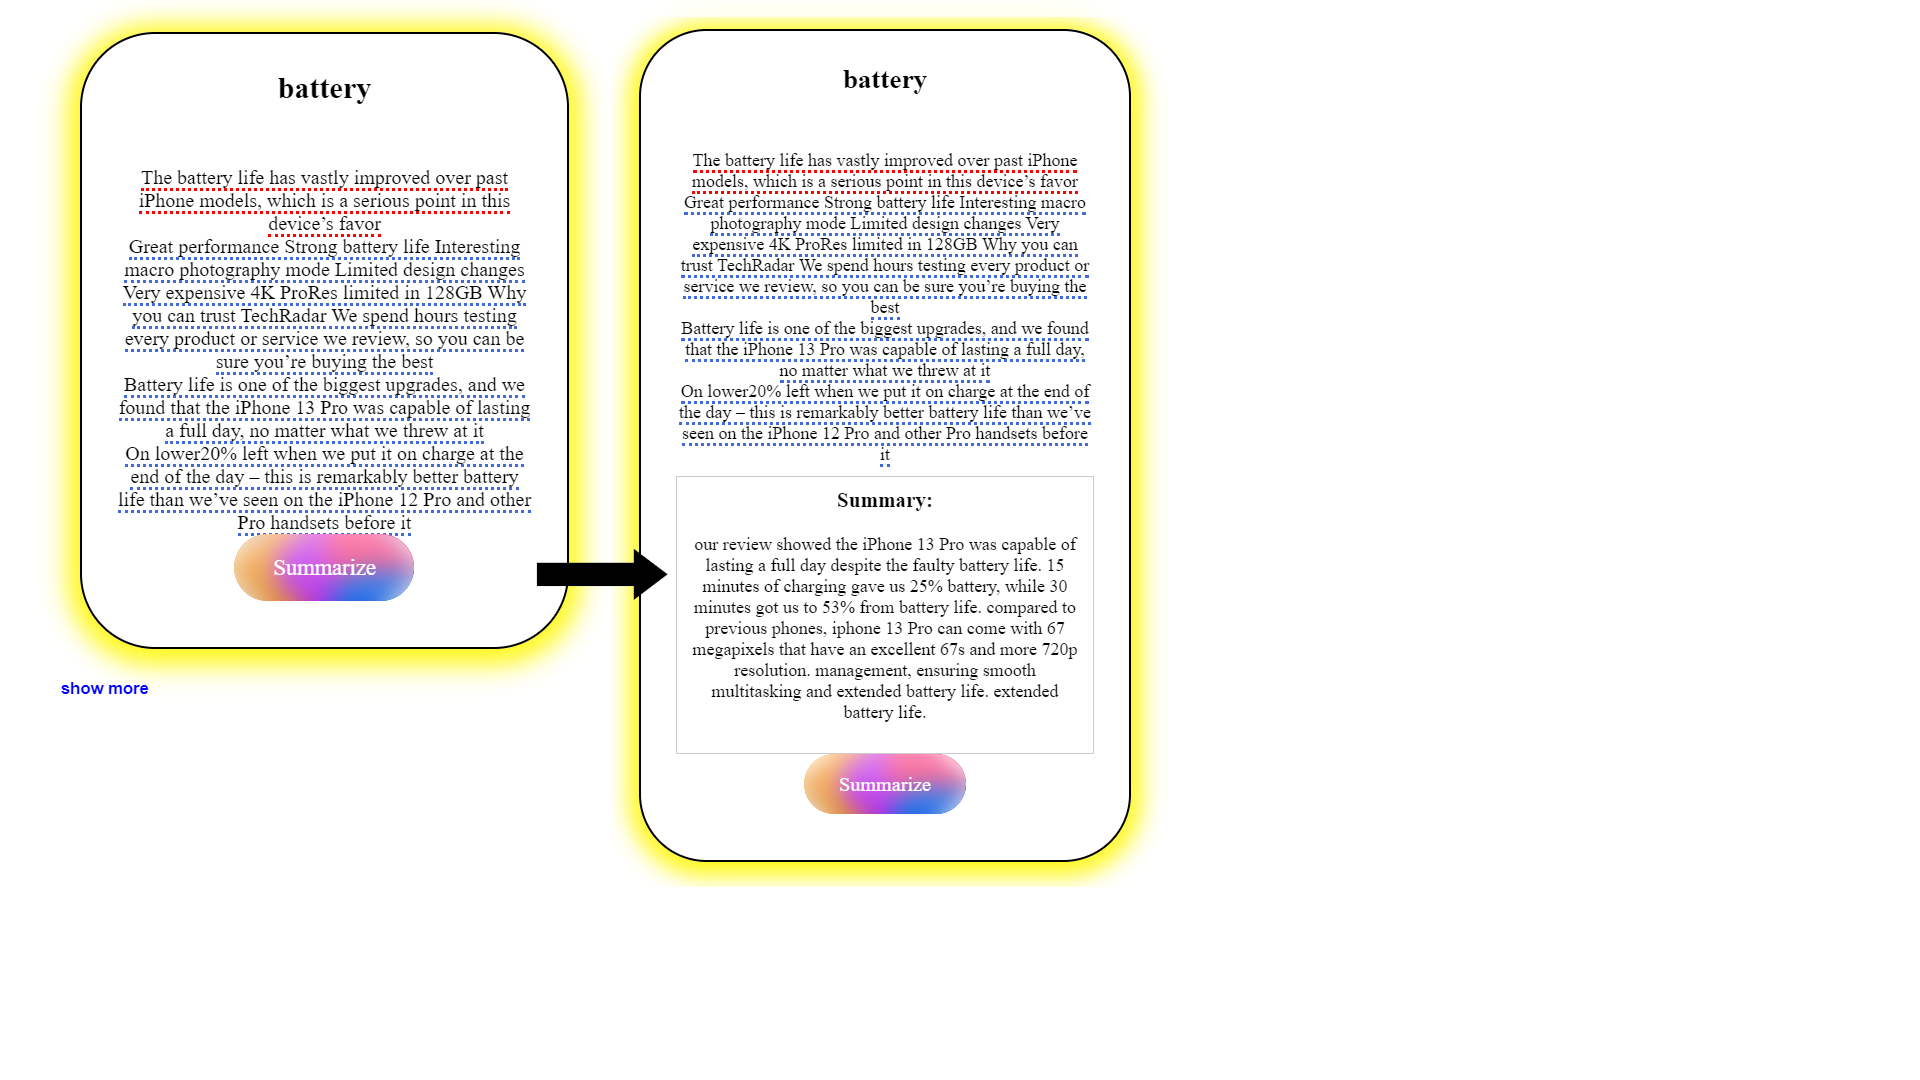 battery
The battery life has vastly improved over past
iPhone models, which is a serious point in this
device’s favor
Great performance Strong battery life Interesting
macro photography mode Limited design changes
Very expensive 4K ProRes limited in 128GB Why
you can trust TechRadar We spend hours testing
every product or service we review, so you can be
sure you’re buying the best
Battery life is one of the biggest upgrades, and we
found that the iPhone 13 Pro was capable of lasting
a full day, no matter what we threw at it
On lower20% left when we put it on charge at the
end of the day – this is remarkably better battery
life than we’ve seen on the iPhone 12 Pro and other
Pro handsets before it
Summarize
show more
battery
The battery life has vastly improved over past iPhone
models, which is a serious point in this device’s favor
Great performance Strong battery life Interesting macro
photography mode Limited design changes Very
expensive 4K ProRes limited in 128GB Why you can
trust TechRadar We spend hours testing every product or
service we review, so you can be sure you’re buying the
best
Battery life is one of the biggest upgrades, and we found
that the iPhone 13 Pro was capable of lasting a full day,
no matter what we threw at it
On lower20% left when we put it on charge at the end of
the day – this is remarkably better battery life than we’ve
seen on the iPhone 12 Pro and other Pro handsets before
it
Summary:
our review showed the iPhone 13 Pro was capable of
lasting a full day despite the faulty battery life. 15
minutes of charging gave us 25% battery, while 30
minutes got us to 53% from battery life. compared to
previous phones, iphone 13 Pro can come with 67
megapixels that have an excellent 67s and more 720p
resolution. management, ensuring smooth
multitasking and extended battery life. extended
battery life.
Summarize